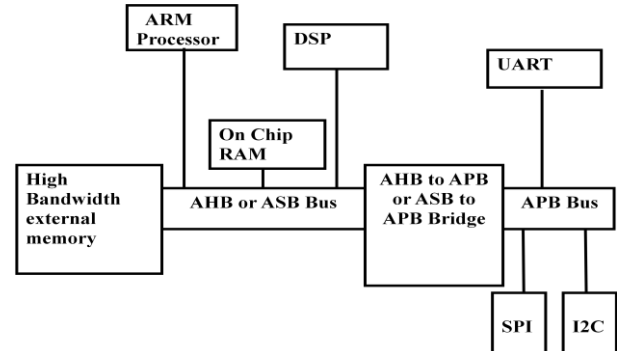 ARM
Processor
DSP
UART
On Chip
RAM
High
Bandwidth
external
memory
AHB or ASB Bus
AHB to APB
or ASB to
APB Bridge
APB Bus
SPI
I2C